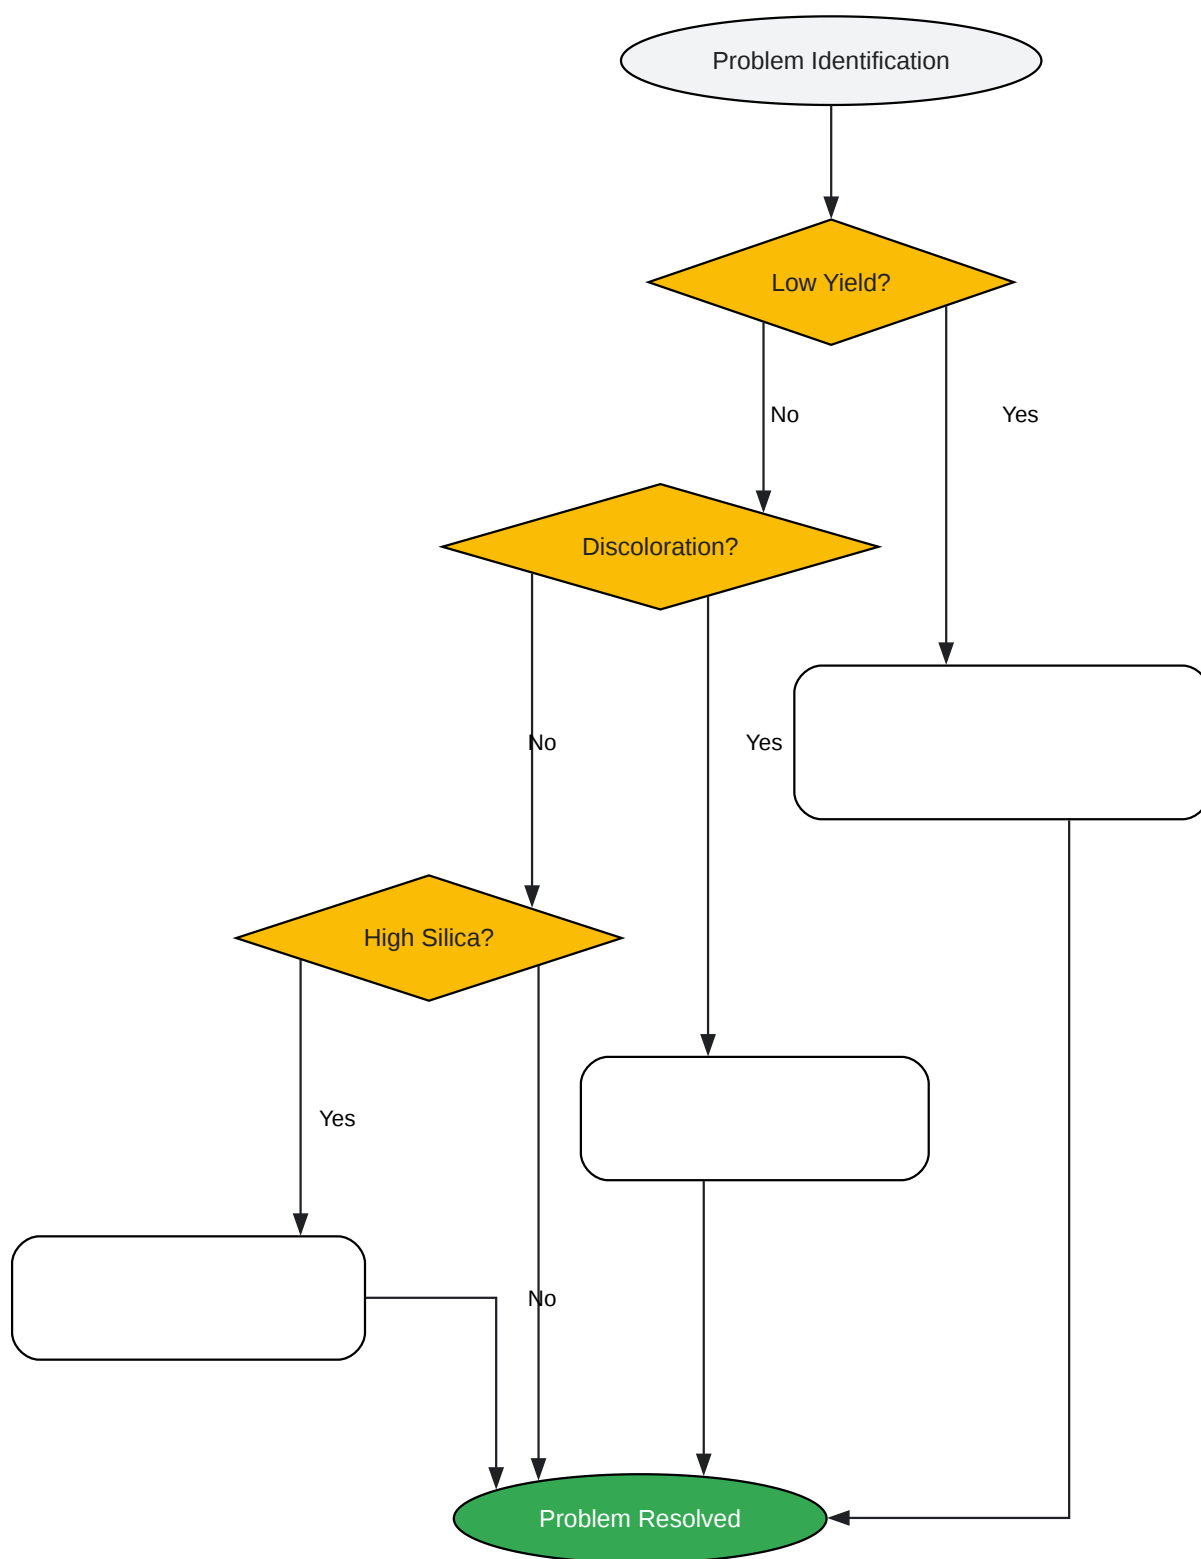 Problem Identification
Low Yield?
No
Yes
Discoloration?
No
Yes
High Silica?
Yes
No
Problem Resolved